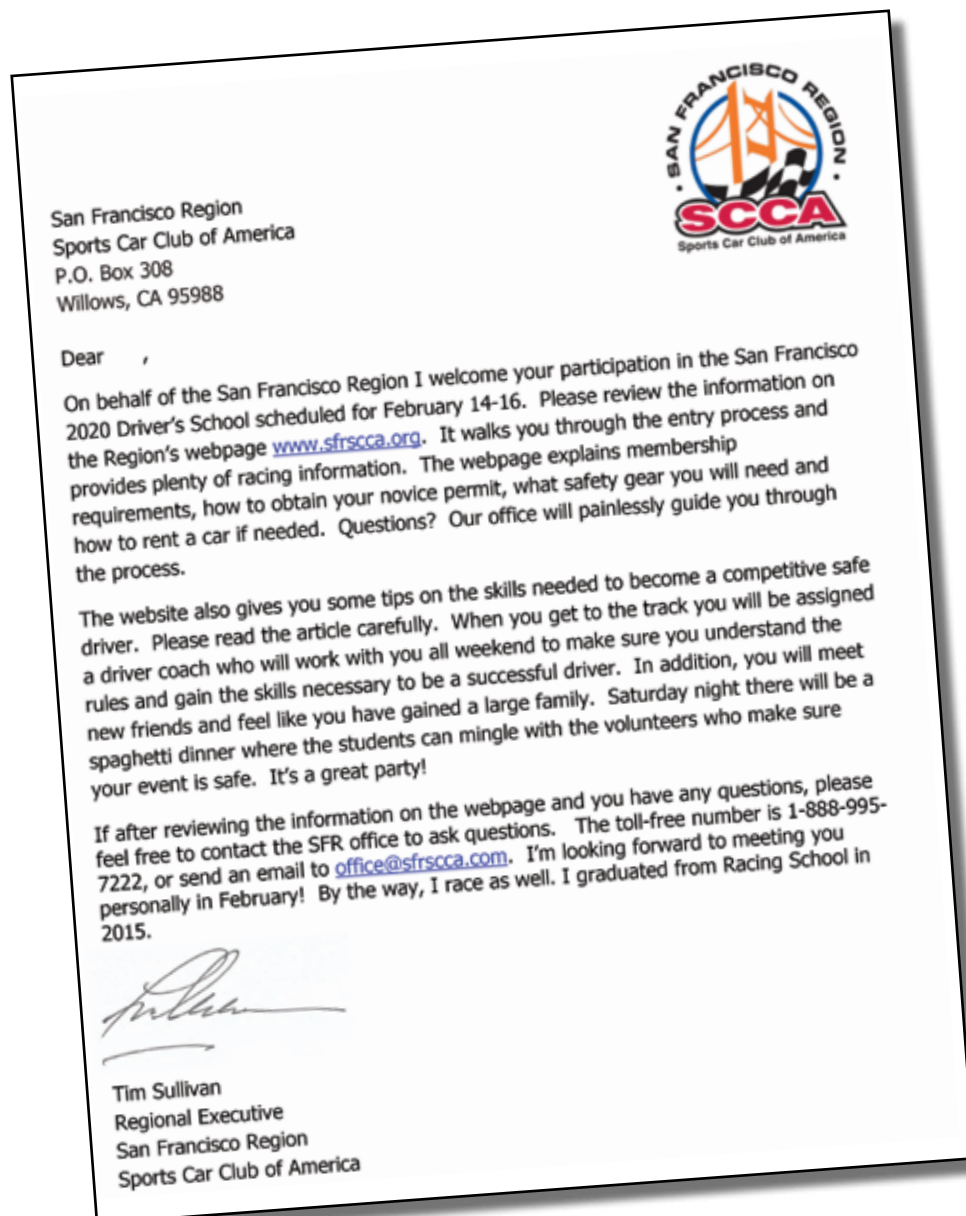 · SAN FRANCISCO REGION ·
SCCA
Sports Car Club of America
San Francisco Region
Sports Car Club of America
P.O. Box 308
Willows, CA 95988
Dear ,
On behalf of the San Francisco Region I welcome your participation in the San Francisco
2020 Driver's School scheduled for February 14-16. Please review the information on
the Region's webpage www.sfrscca.org. It walks you through the entry process and
provides plenty of racing information. The webpage explains membership
requirements, how to obtain your novice permit, what safety gear you will need and
how to rent a car if needed. Questions? Our office will painlessly guide you through
the process.
The website also gives you some tips on the skills needed to become a competitive safe
driver. Please read the article carefully. When you get to the track you will be assigned
a driver coach who will work with you all weekend to make sure you understand the
rules and gain the skills necessary to be a successful driver. In addition, you will meet
new friends and feel like you have gained a large family. Saturday night there will be a
spaghetti dinner where the students can mingle with the volunteers who make sure
your event is safe. It's a great party!
If after reviewing the information on the webpage and you have any questions, please
feel free to contact the SFR office to ask questions. The toll-free number is 1-888-995-
7222, or send an email to office@sfrscca.com. I'm looking forward to meeting you
personally in February! By the way, I race as well. I graduated from Racing School in
2015.
Tim Sullivan
Regional Executive
San Francisco Region
Sports Car Club of America